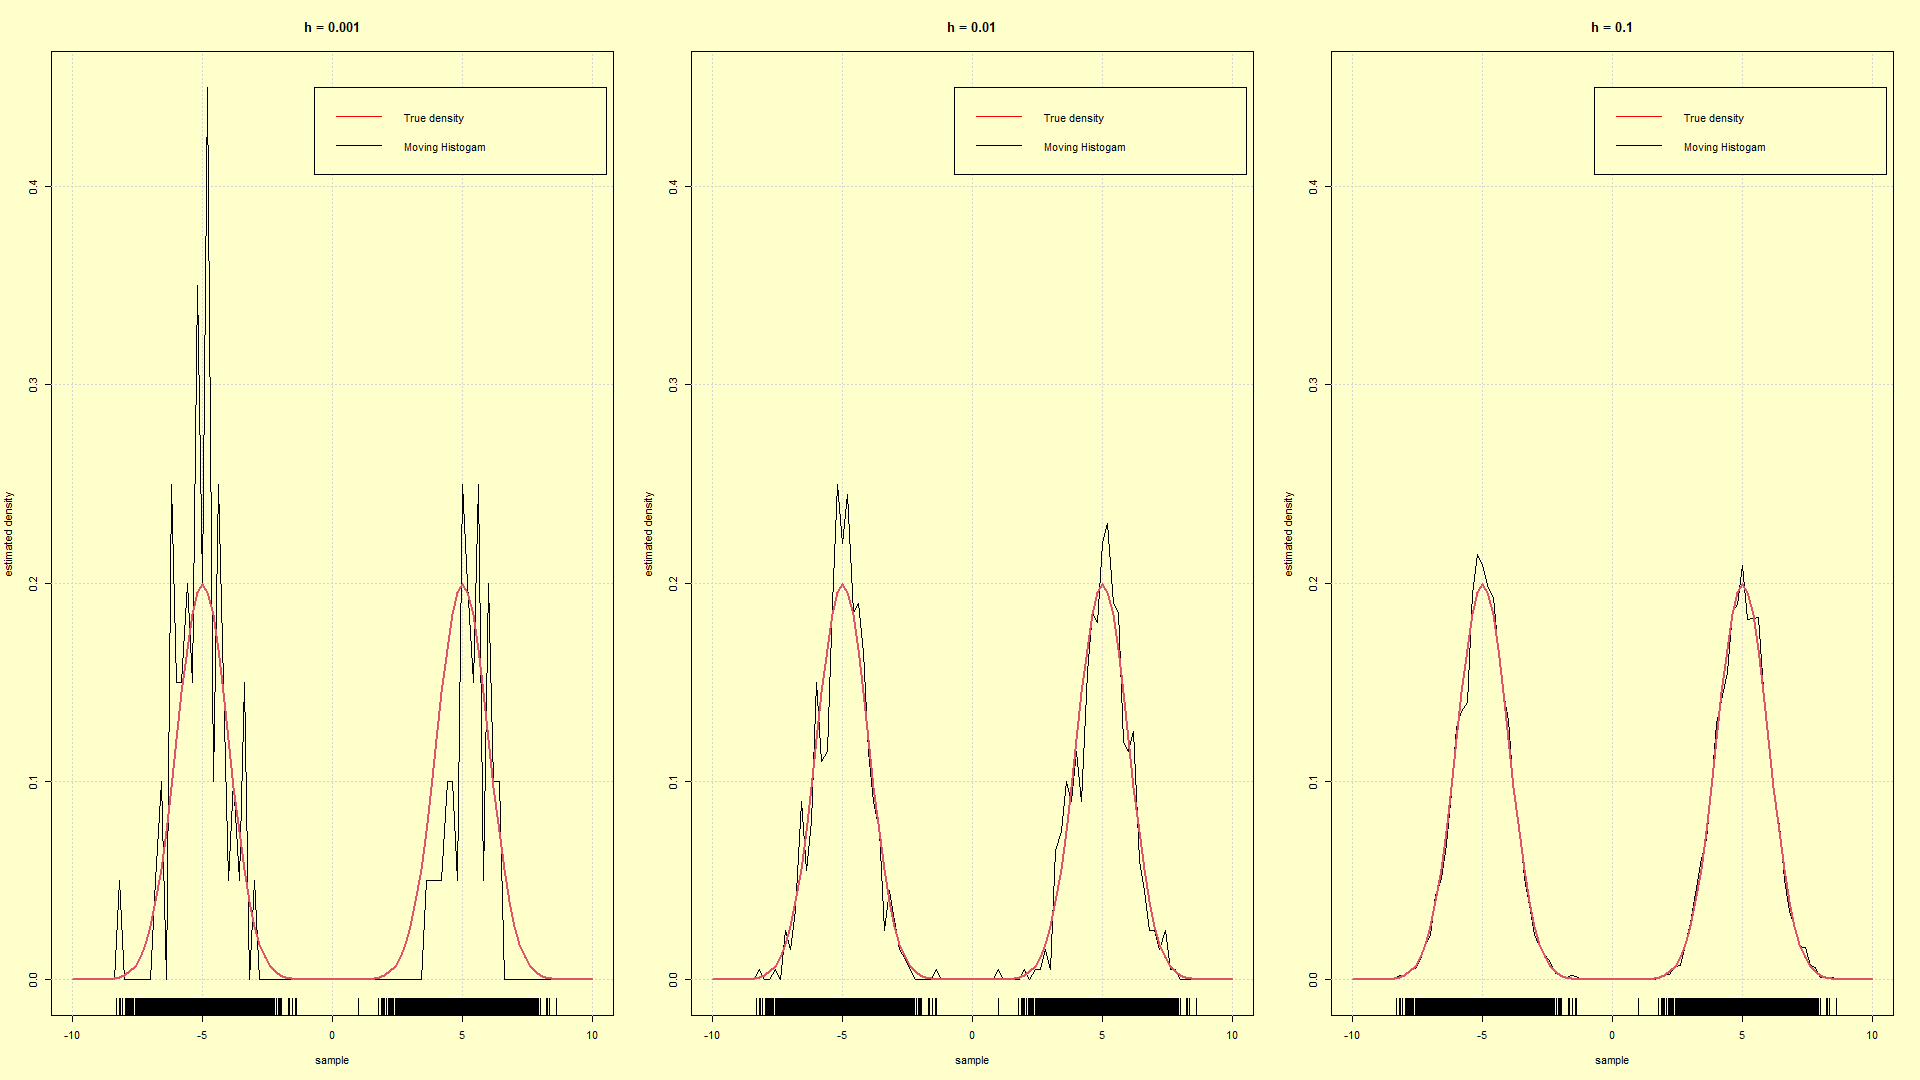 h = 0.001
True density
Moving Histogam
0.4
0.3
0.2
0.1
0.0
estimated density
-10 -5 0 5 10
sample
h = 0.01
True density
Moving Histogam
0.4
0.3
0.2
0.1
0.0
estimated density
-10 -5 0 5 10
sample
h = 0.1
True density
Moving Histogam
0.4
0.3
0.2
0.1
0.0
estimated density
-10 -5 0 5 10
sample